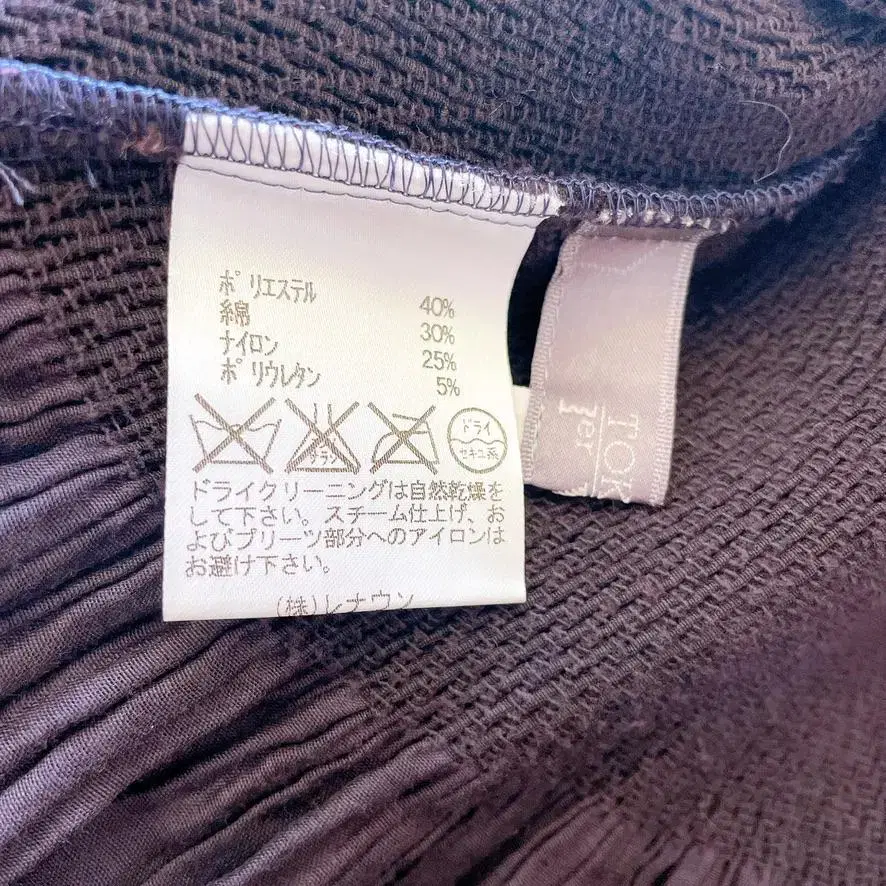 ポリエステル 40%
綿 30%
ナイロン 25%
ポリウレタン 5%
ドライ
セキユ系
ドライクリーニングは自然乾燥を
して下さい。スチーム仕上げ、お
よびプリーツ部分へのアイロンは
お避け下さい。
(株)レナウン
TOK
er